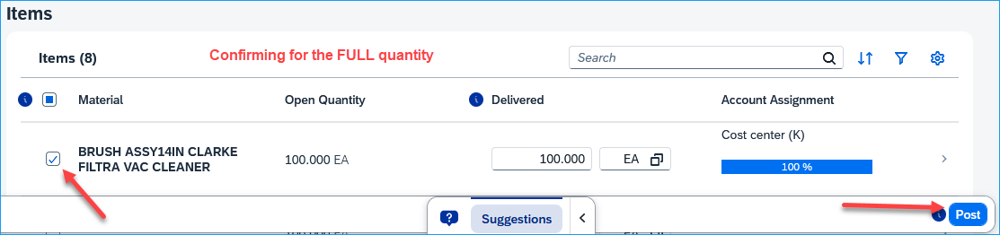 Items
Items (8)
Confirming for the FULL quantity
Search
Material
Open Quantity
Delivered
Account Assignment
Cost center (K)
BRUSH ASSY14IN CLARKE
FILTRA VAC CLEANER
100.000 EA
100.000
EA
100 %
Suggestions
Post